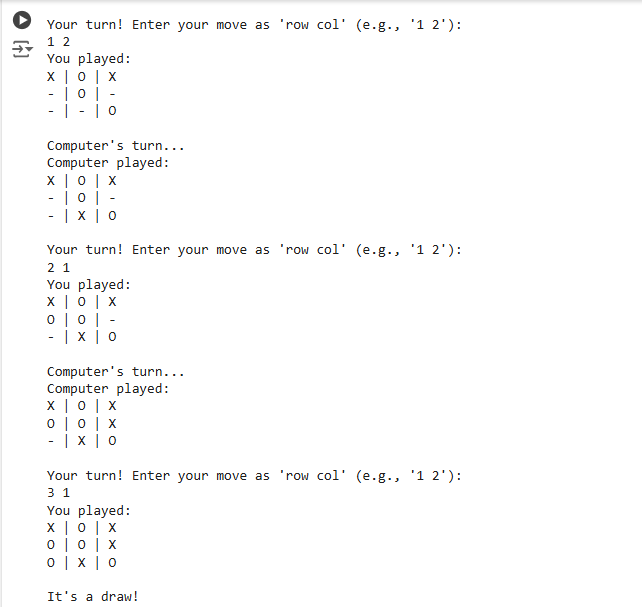 Your turn! Enter your move as 'row col' (e.g., '1 2'):
1 2
You played:
X | O | X
- | O | -
- | - | O
Computer's turn...
Computer played:
X | O | X
- | O | -
- | X | O
Your turn! Enter your move as 'row col' (e.g., '1 2'):
2 1
You played:
X | O | X
O | O | -
- | X | O
Computer's turn...
Computer played:
X | O | X
O | O | X
- | X | O
Your turn! Enter your move as 'row col' (e.g., '1 2'):
3 1
You played:
X | O | X
O | O | X
O | X | O
It's a draw!